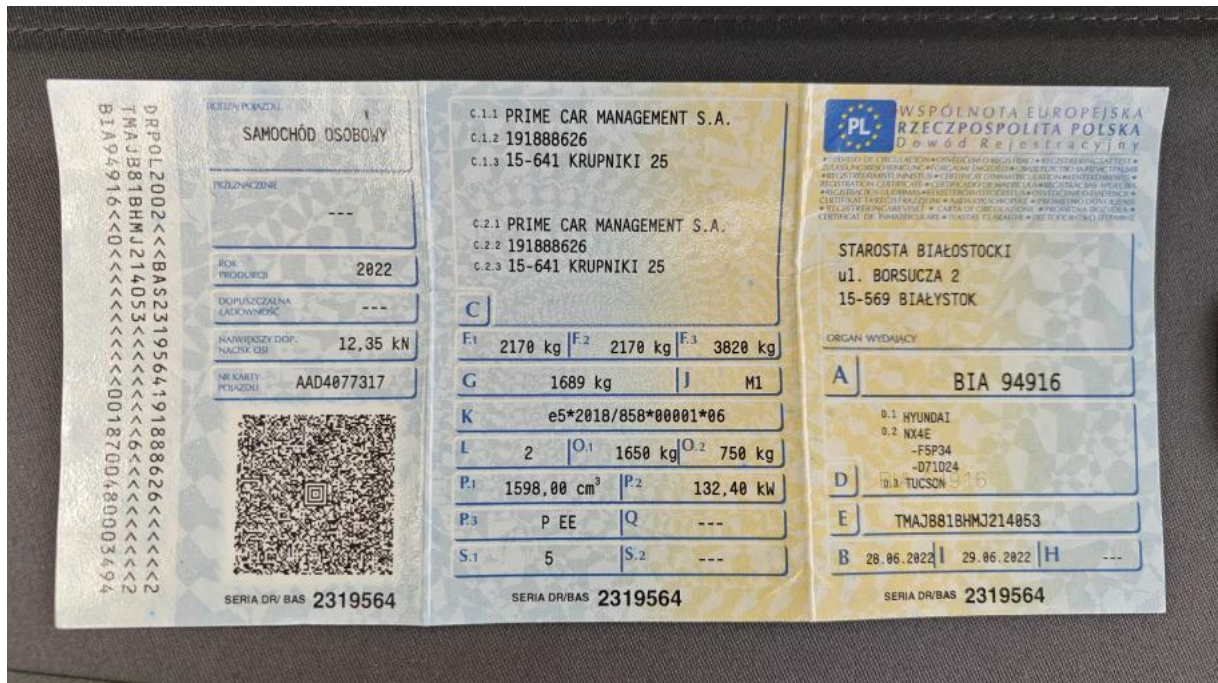 DRPOL2002<<BAS2319564191888626<<<<<<2
TMAJB81BHMJ214053<<<<<<<6<<<<<<<<<<<2
BIA94916<<0<<<<<<<<<<0018700480003494
RODZAJ POJAZDU
SAMOCHÓD OSOBOWY
PRZEZNACZENIE
---
ROK PRODUKCJI 2022
DOPUSZCZALNA ŁADOWNOŚĆ ---
NAJWIĘKSZY DOP. NACISK OSI 12,35 kN
NR KARTY POJAZDU AAD4077317
SERIA DR/BAS 2319564
C.1.1 PRIME CAR MANAGEMENT S.A.
C.1.2 191888626
C.1.3 15-641 KRUPNIKI 25
C.2.1 PRIME CAR MANAGEMENT S.A.
C.2.2 191888626
C.2.3 15-641 KRUPNIKI 25
C
F.1 2170 kg F.2 2170 kg F.3 3820 kg
G 1689 kg J M1
K e5*2018/858*00001*06
L 2 O.1 1650 kg O.2 750 kg
P.1 1598,00 cm³ P.2 132,40 kW
P.3 P EE Q ---
S.1 5 S.2 ---
SERIA DR/BAS 2319564
PL
WSPÓLNOTA EUROPEJSKA
RZECZPOSPOLITA POLSKA
Dowód Rejestracyjny
STAROSTA BIAŁOSTOCKI
ul. BORSUCZA 2
15-569 BIAŁYSTOK
ORGAN WYDAJĄCY
A BIA 94916
D.1 HYUNDAI
D.2 NX4E
-F5P34
-D71D24
D D.3 TUCSON
E TMAJB81BHMJ214053
B 28.06.2022 I 29.06.2022 H ---
SERIA DR/BAS 2319564